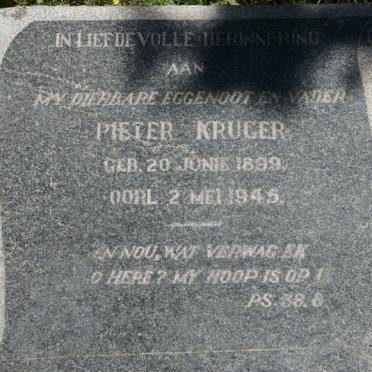 IN LIEFDEVOLLE HERINNERING
AAN
MY DIERBARE EGGENOOT EN VADER
PIETER KRUGER
GEB. 20 JUNIE 1899.
OORL. 2 MEI 1945.
EN NOU, WAT VERWAG EK
O HERE? MY HOOP IS OP
PS. 38. 8